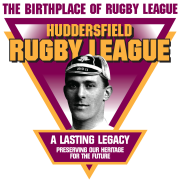 THE BIRTHPLACE OF RUGBY LEAGUE
HUDDERSFIELD
RUGBY LEAGUE
A LASTING LEGACY
PRESERVING OUR HERITAGE
FOR THE FUTURE